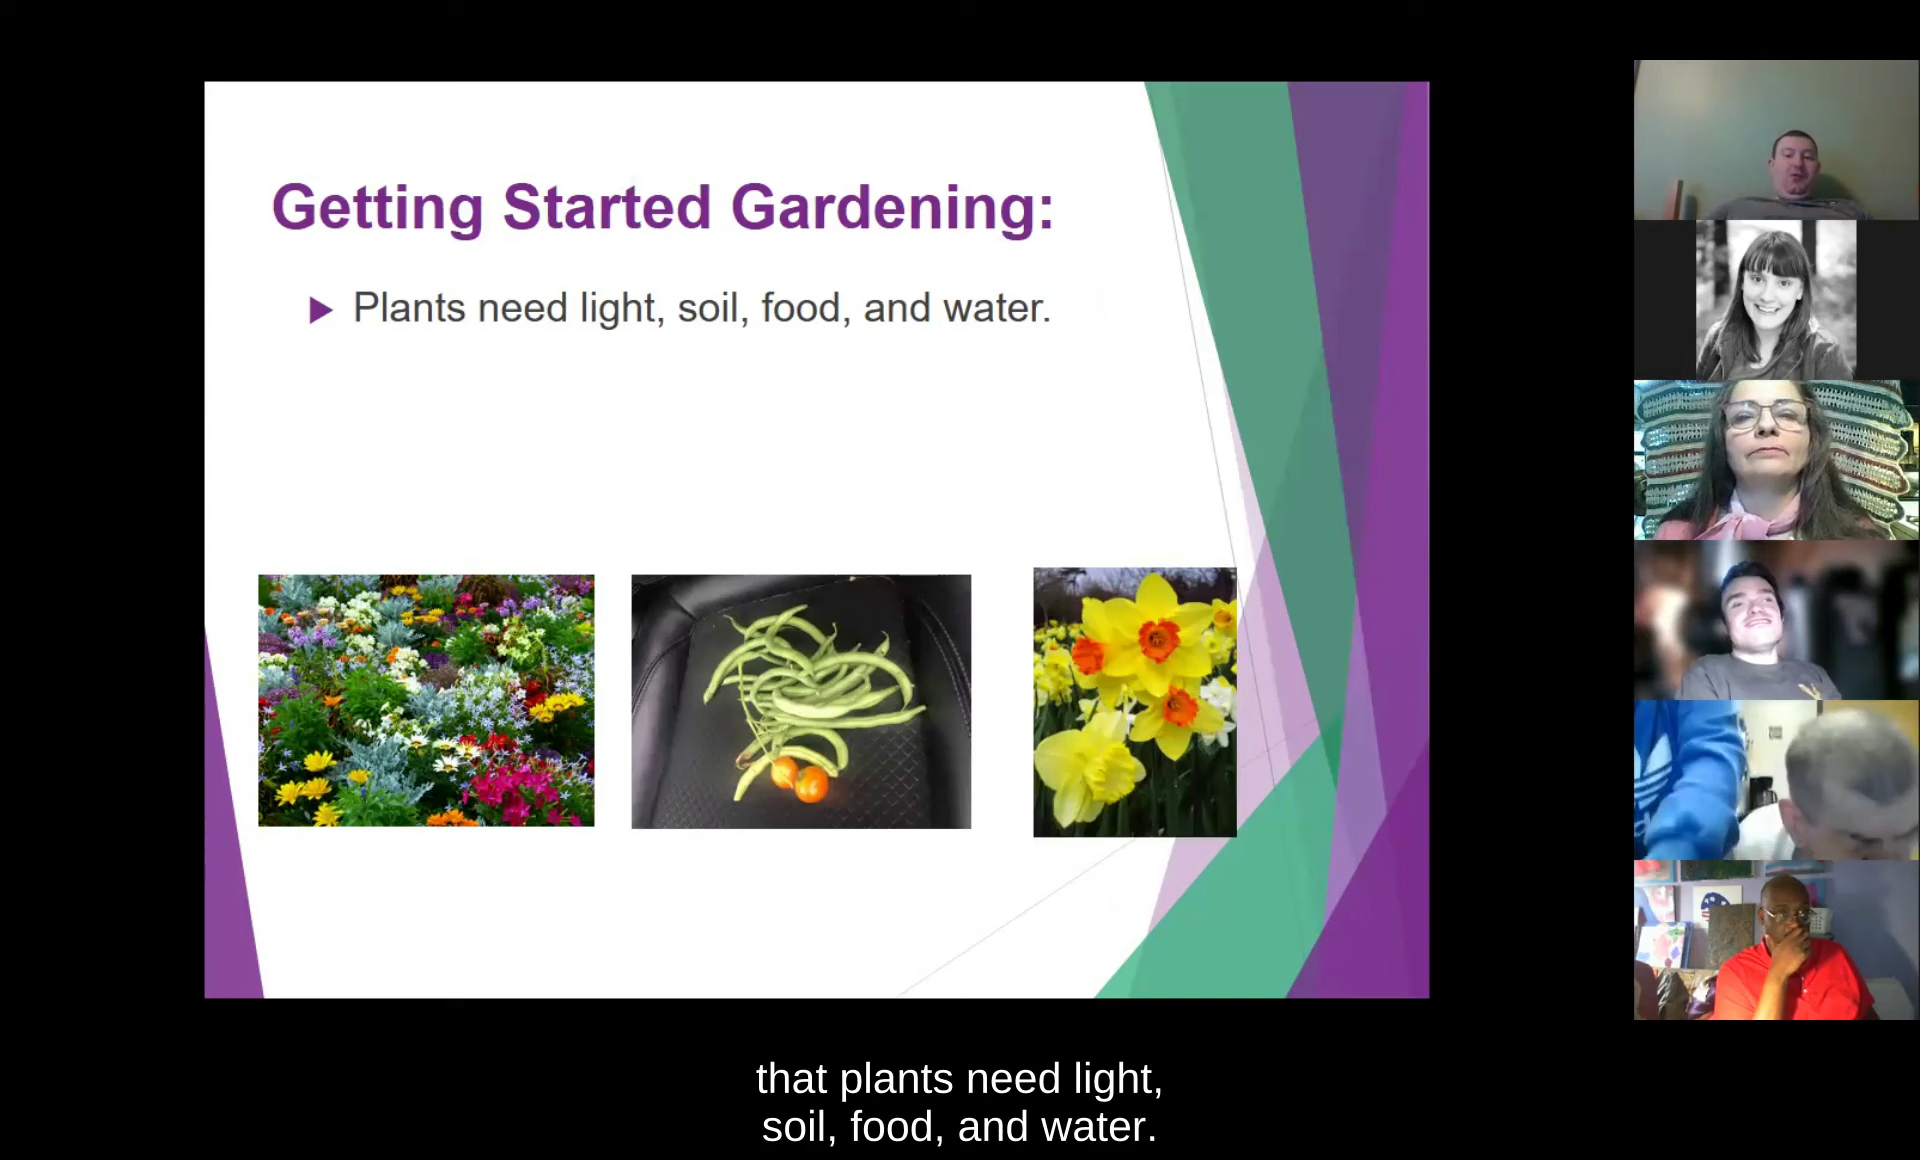 Getting Started Gardening:
Plants need light, soil, food, and water.
that plants need light,
soil, food, and water.